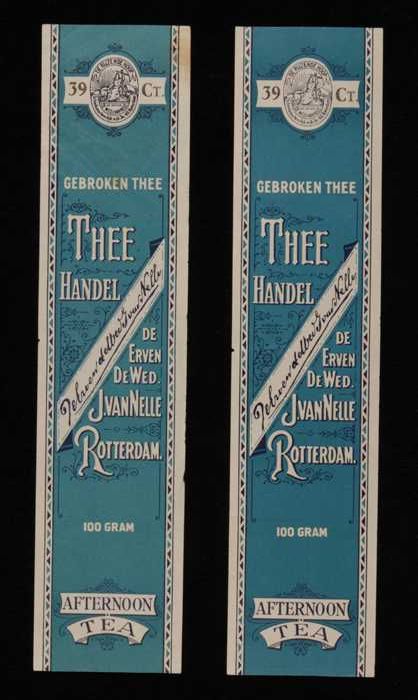 39 CT.
GEBROKEN THEE
THEE
HANDEL
DE
ERVEN
DE WED.
J. VAN NELLE
ROTTERDAM.
100 GRAM
AFTERNOON
TEA
39 CT.
GEBROKEN THEE
THEE
HANDEL
DE
ERVEN
DE WED.
J. VAN NELLE
ROTTERDAM.
100 GRAM
AFTERNOON
TEA